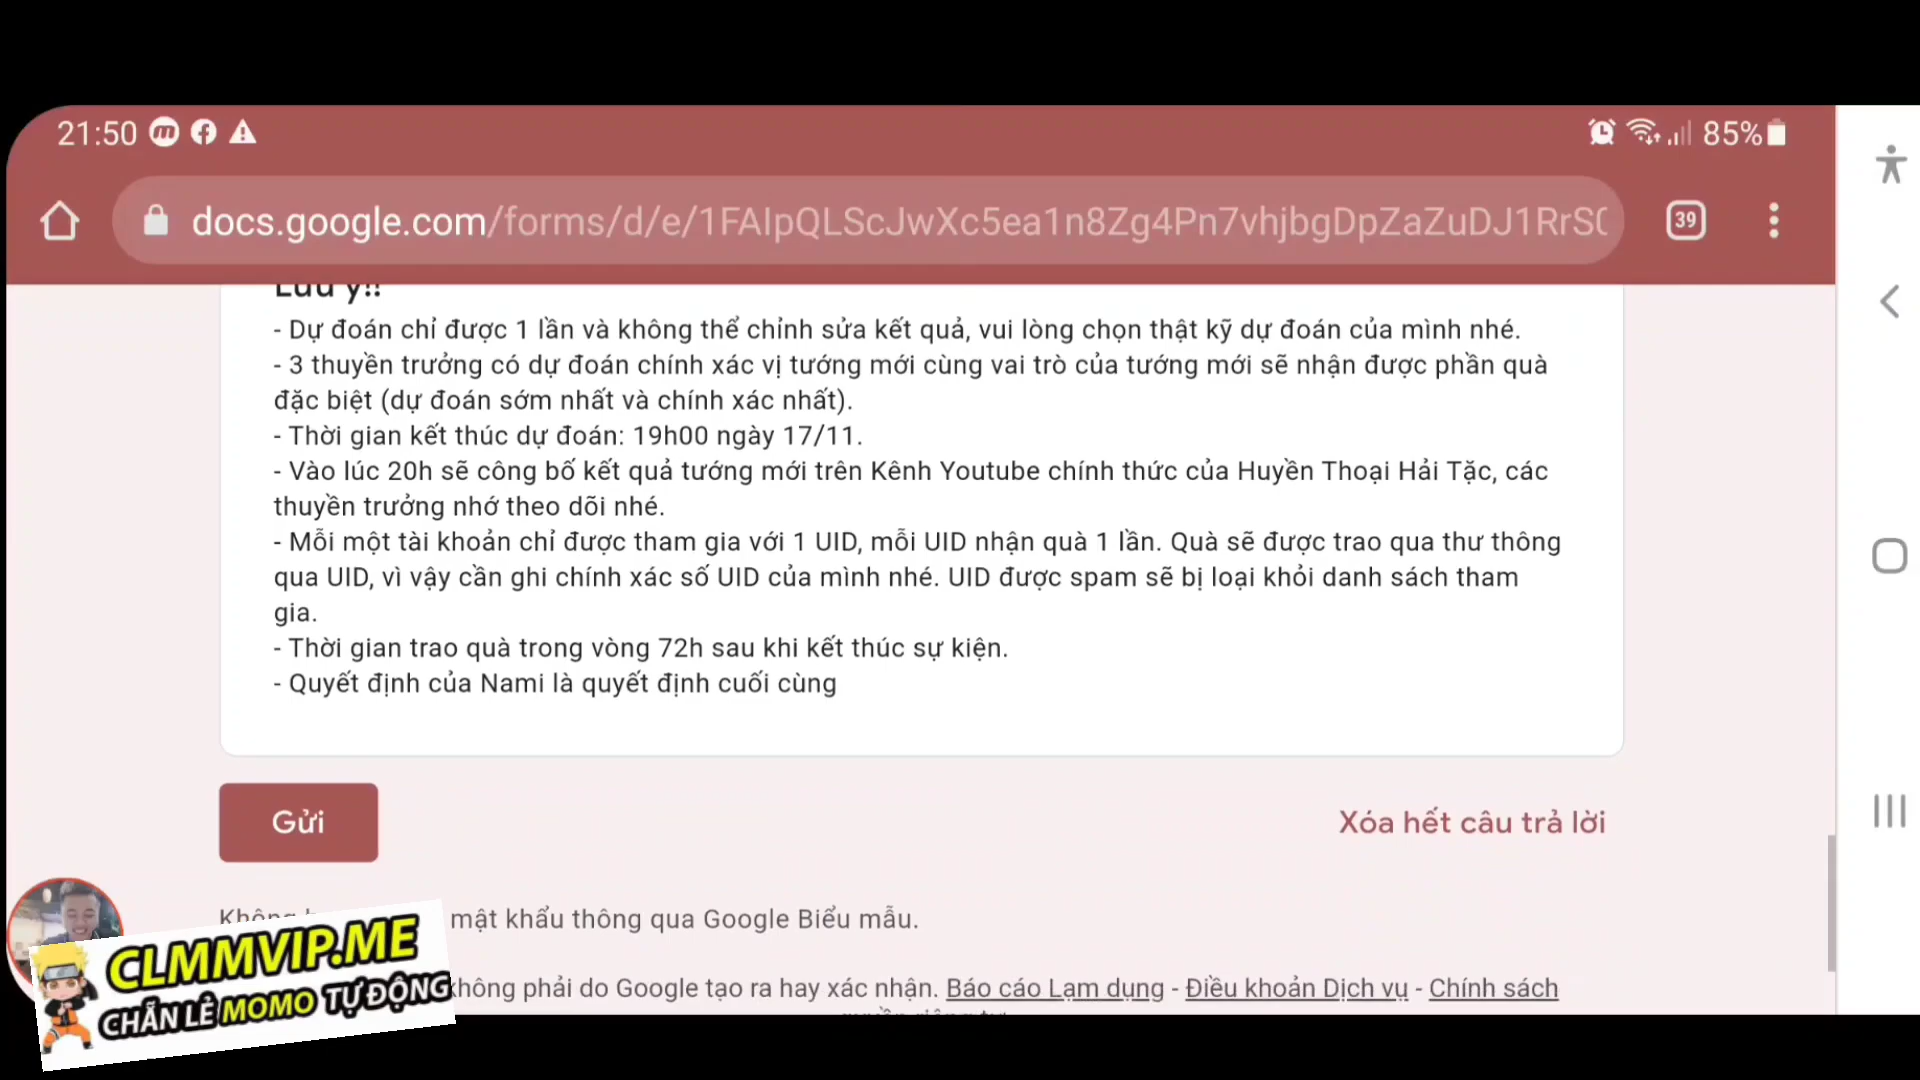 21:50
85%
docs.google.com/forms/d/e/1FAIpQLScJwXc5ea1n8Zg4Pn7vhjbgDpZaZuDJ1RrS
39
Lưu ý!!
- Dự đoán chỉ được 1 lần và không thể chỉnh sửa kết quả, vui lòng chọn thật kỹ dự đoán của mình nhé.
- 3 thuyền trưởng có dự đoán chính xác vị tướng mới cùng vai trò của tướng mới sẽ nhận được phần quà
đặc biệt (dự đoán sớm nhất và chính xác nhất).
- Thời gian kết thúc dự đoán: 19h00 ngày 17/11.
- Vào lúc 20h sẽ công bố kết quả tướng mới trên Kênh Youtube chính thức của Huyền Thoại Hải Tặc, các
thuyền trưởng nhớ theo dõi nhé.
- Mỗi một tài khoản chỉ được tham gia với 1 UID, mỗi UID nhận quà 1 lần. Quà sẽ được trao qua thư thông
qua UID, vì vậy cần ghi chính xác số UID của mình nhé. UID được spam sẽ bị loại khỏi danh sách tham
gia.
- Thời gian trao quà trong vòng 72h sau khi kết thúc sự kiện.
- Quyết định của Nami là quyết định cuối cùng
Gửi
Xóa hết câu trả lời
Không mật khẩu thông qua Google Biểu mẫu.
không phải do Google tạo ra hay xác nhận. Báo cáo Lạm dụng - Điều khoản Dịch vụ - Chính sách
CLMMVIP.ME
CHẴN LẺ MOMO TỰ ĐỘNG